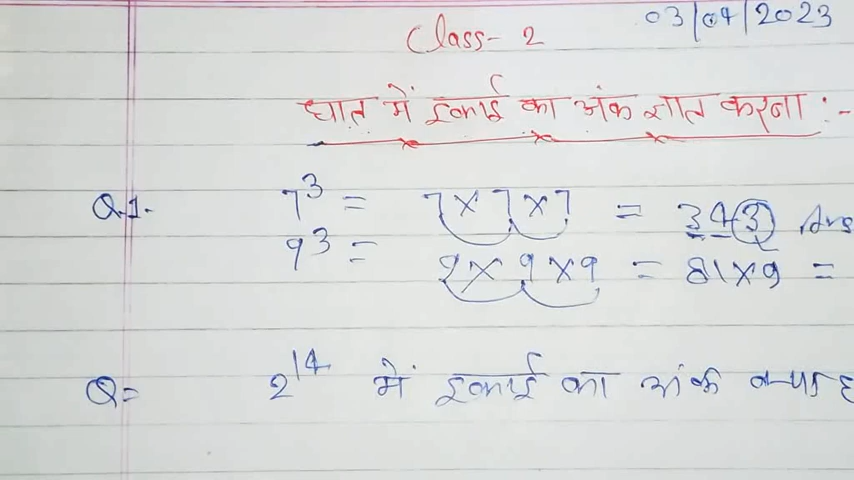 03/04/2023
Class- 2
घात में इकाई का अंक ज्ञात करना :-
Q.1. 7³ = 7×7×7 = 343 Ans
9³ = 9×9×9 = 81×9 =
Q= 2¹⁴ में इकाई का अंक क्या ह